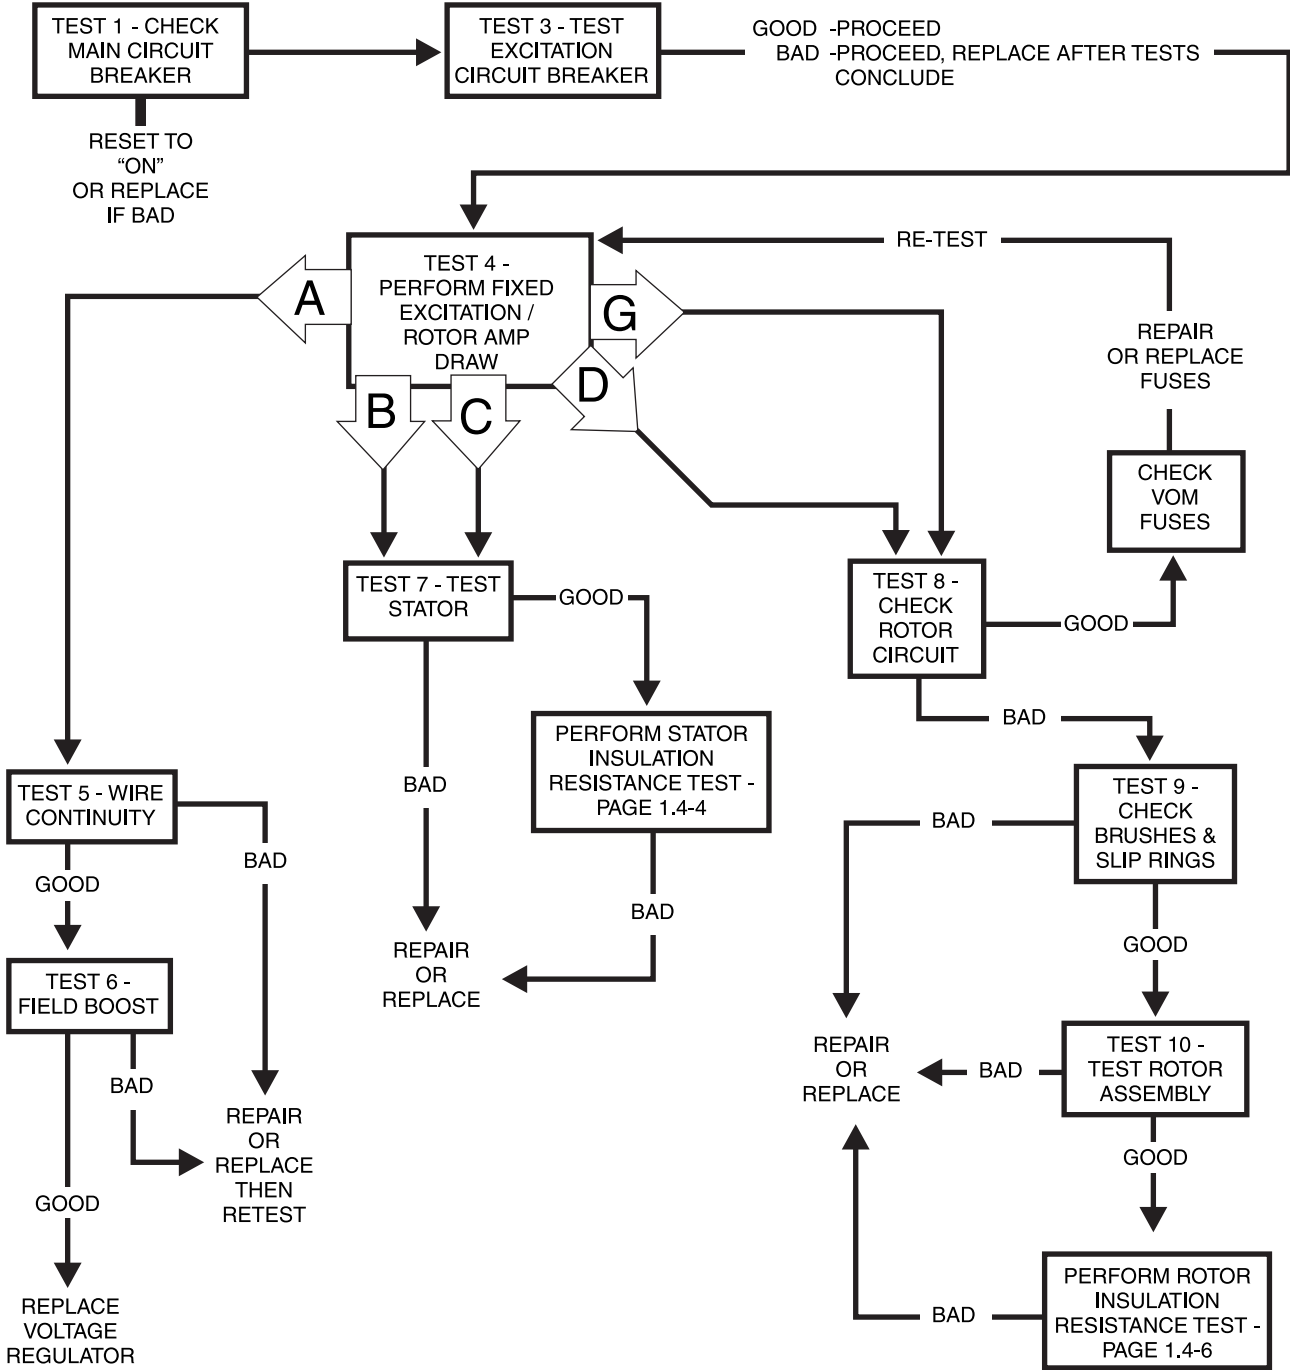 TEST 1 - CHECK
MAIN CIRCUIT
BREAKER
RESET TO
“ON”
OR REPLACE
IF BAD
TEST 3 - TEST
EXCITATION
CIRCUIT BREAKER
GOOD -PROCEED
BAD -PROCEED, REPLACE AFTER TESTS
CONCLUDE
TEST 4 -
PERFORM FIXED
EXCITATION /
ROTOR AMP
DRAW
A
B
C
D
G
RE-TEST
REPAIR
OR REPLACE
FUSES
CHECK
VOM
FUSES
TEST 7 - TEST
STATOR
GOOD
BAD
PERFORM STATOR
INSULATION
RESISTANCE TEST -
PAGE 1.4-4
BAD
REPAIR
OR
REPLACE
TEST 8 -
CHECK
ROTOR
CIRCUIT
GOOD
BAD
TEST 9 -
CHECK
BRUSHES &
SLIP RINGS
BAD
GOOD
TEST 10 -
TEST ROTOR
ASSEMBLY
BAD
GOOD
REPAIR
OR
REPLACE
PERFORM ROTOR
INSULATION
RESISTANCE TEST -
PAGE 1.4-6
BAD
TEST 5 - WIRE
CONTINUITY
GOOD
BAD
TEST 6 -
FIELD BOOST
BAD
GOOD
REPAIR
OR
REPLACE
THEN
RETEST
REPLACE
VOLTAGE
REGULATOR